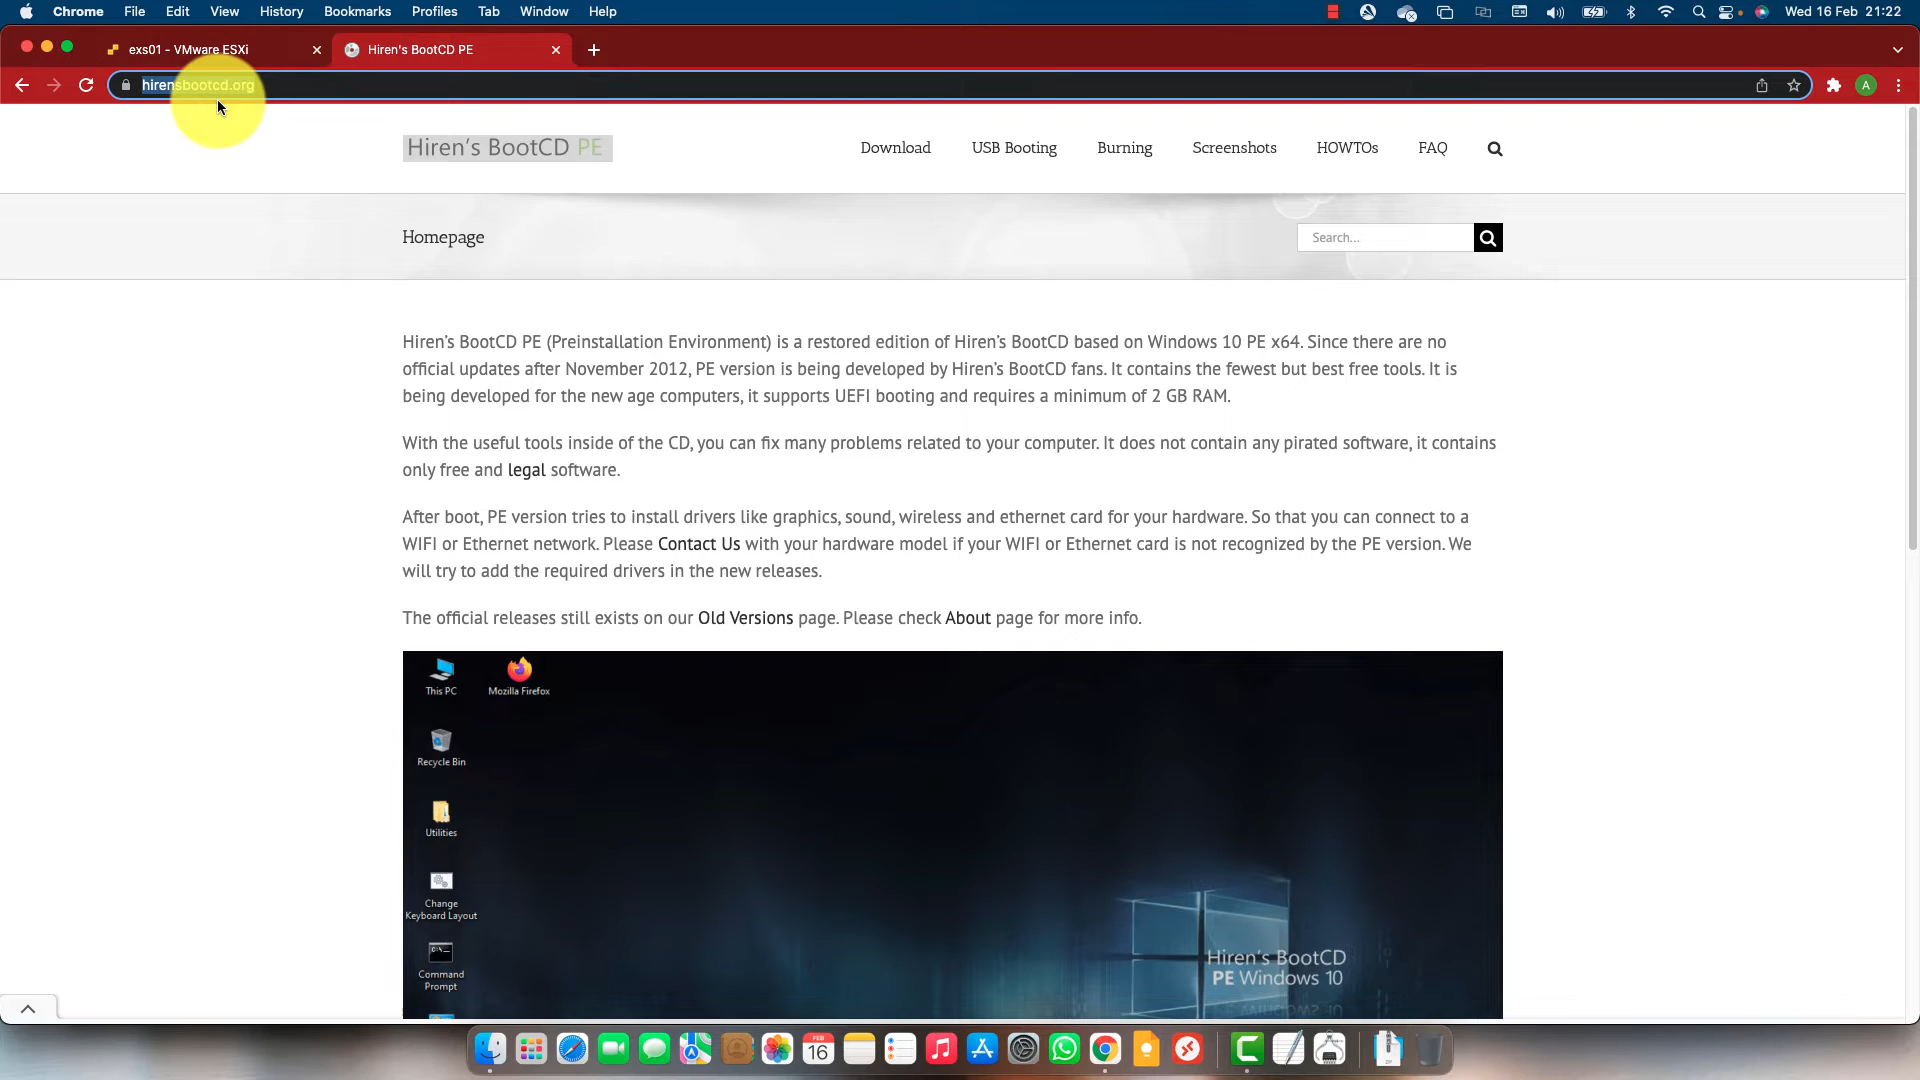 Chrome File Edit View History Bookmarks Profiles Tab Window Help Wed 16 Feb 21:22
exs01 - VMware ESXi Hiren's BootCD PE
hirensbootcd.org A
Hiren's BootCD PE Download USB Booting Burning Screenshots HOWTOs FAQ
Homepage Search...
Hiren's BootCD PE (Preinstallation Environment) is a restored edition of Hiren's BootCD based on Windows 10 PE x64. Since there are no
official updates after November 2012, PE version is being developed by Hiren's BootCD fans. It contains the fewest but best free tools. It is
being developed for the new age computers, it supports UEFI booting and requires a minimum of 2 GB RAM.
With the useful tools inside of the CD, you can fix many problems related to your computer. It does not contain any pirated software, it contains
only free and legal software.
After boot, PE version tries to install drivers like graphics, sound, wireless and ethernet card for your hardware. So that you can connect to a
WIFI or Ethernet network. Please Contact Us with your hardware model if your WIFI or Ethernet card is not recognized by the PE version. We
will try to add the required drivers in the new releases.
The official releases still exists on our Old Versions page. Please check About page for more info.
This PC Mozilla Firefox
Recycle Bin
Utilities
Change
Keyboard Layout
Command
Prompt
Hiren's BootCD
PE Windows 10
FEB
16